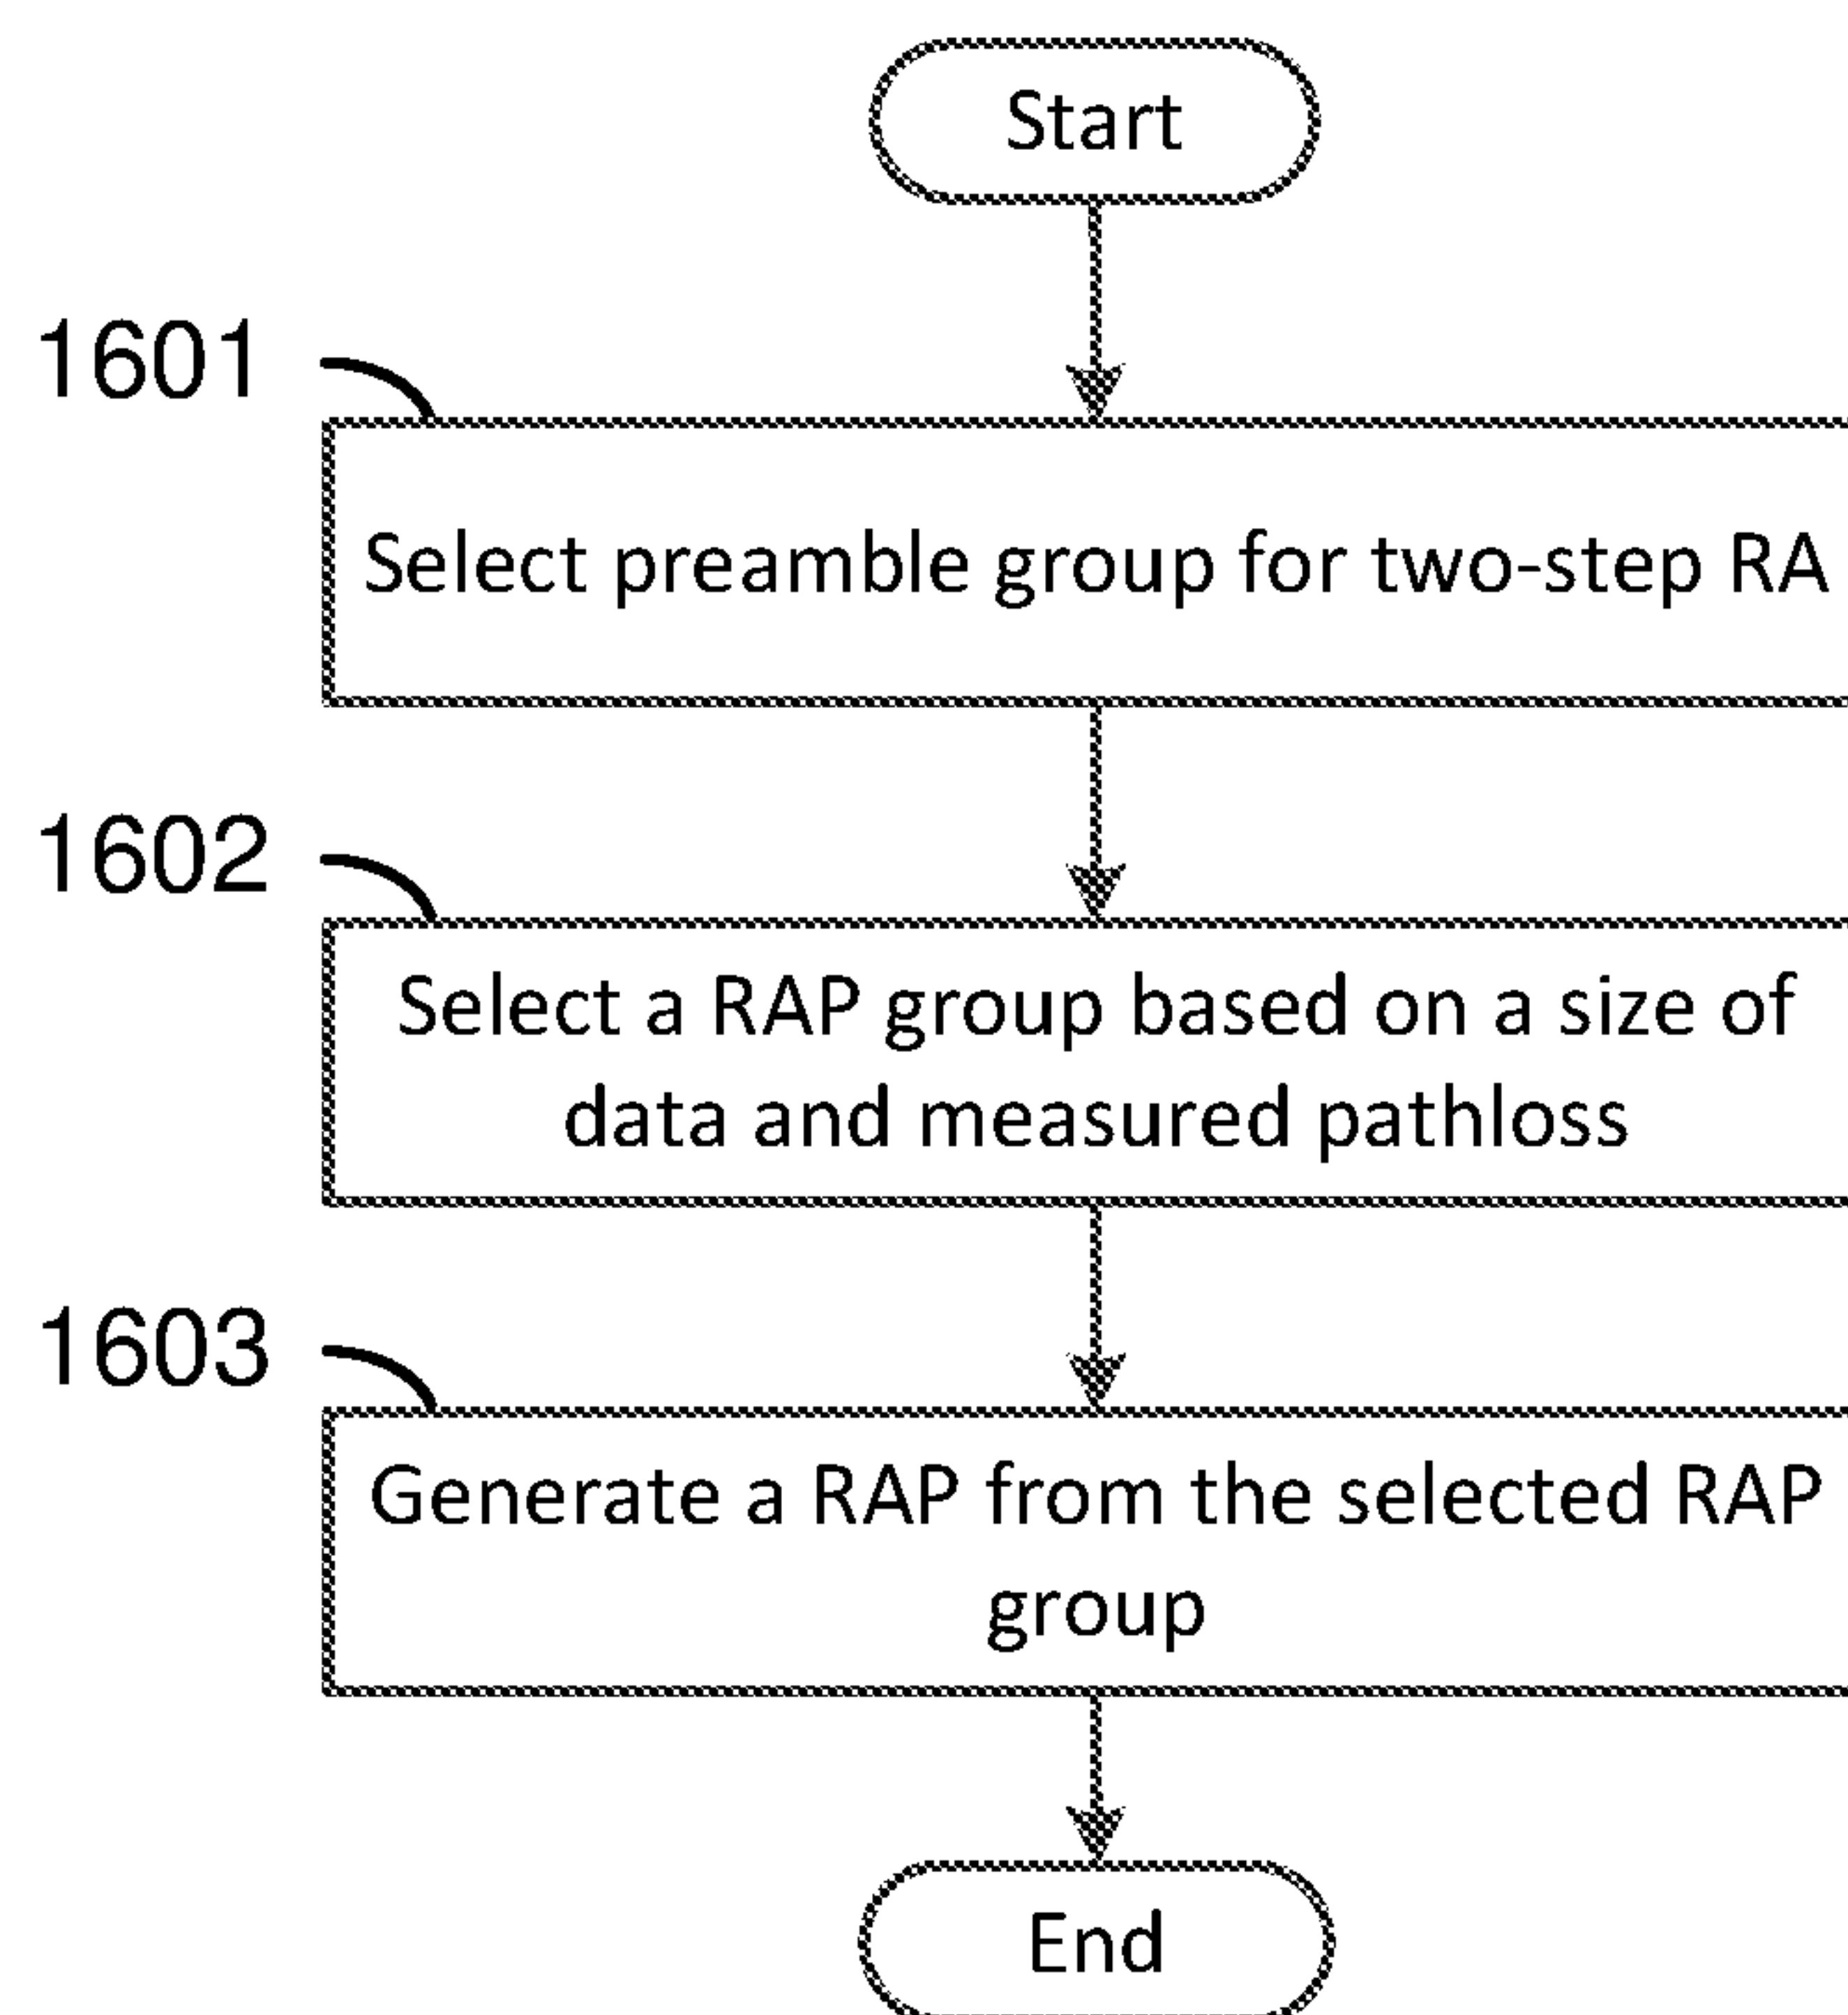 Start
1601
Select preamble group for two-step RA
1602
Select a RAP group based on a size of
data and measured pathloss
1603
Generate a RAP from the selected RAP
group
End